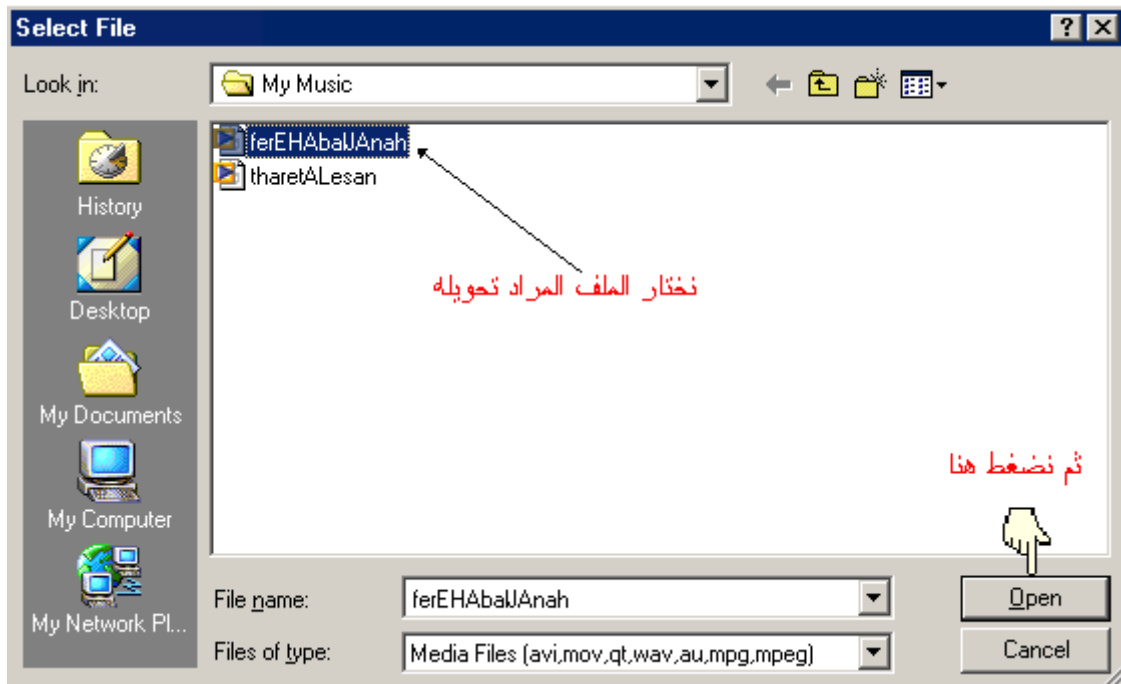 Select File
Look in:
My Music
ferEHAbalJAnah
tharetALesan
History
Desktop
My Documents
My Computer
My Network Pl...
نختار الملف المراد تحويله
ثم نضغط هنا
File name:
ferEHAbalJAnah
Open
Files of type:
Media Files (avi,mov,qt,wav,au,mpg,mpeg)
Cancel